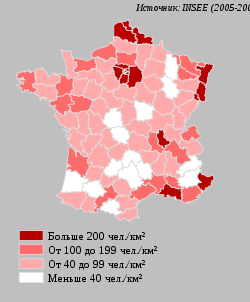 Источник: INSEE (2005-200
Больше 200 чел./км²
От 100 до 199 чел./км²
От 40 до 99 чел./км²
Меньше 40 чел./км²